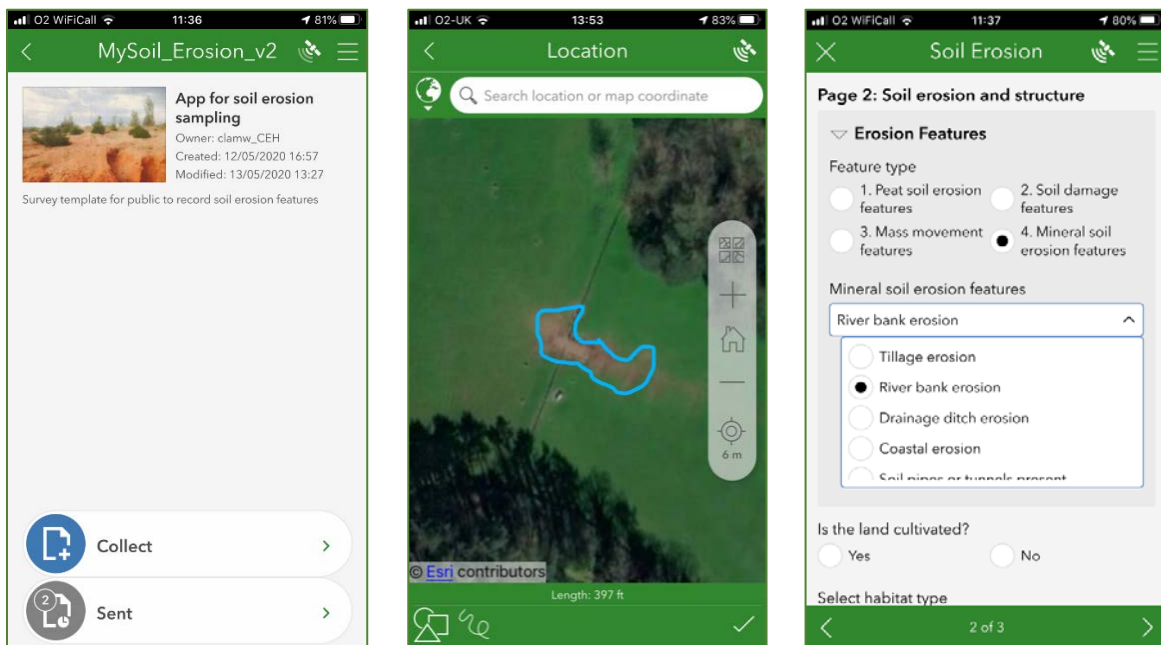 O2 WiFiCall 11:36 81%
MySoil_Erosion_v2
App for soil erosion
sampling
Owner: clamw_CEH
Created: 12/05/2020 16:57
Modified: 13/05/2020 13:27
Survey template for public to record soil erosion features
Collect
2
Sent
O2-UK 13:53 83%
Location
Search location or map coordinate
6 m
© Esri contributors
Length: 397 ft
O2 WiFiCall 11:37 80%
Soil Erosion
Page 2: Soil erosion and structure
Erosion Features
Feature type
1. Peat soil erosion
features
2. Soil damage
features
3. Mass movement
features
4. Mineral soil
erosion features
Mineral soil erosion features
River bank erosion
Tillage erosion
River bank erosion
Drainage ditch erosion
Coastal erosion
Soil pipes or tunnels present
Is the land cultivated?
Yes
No
Select habitat type
2 of 3